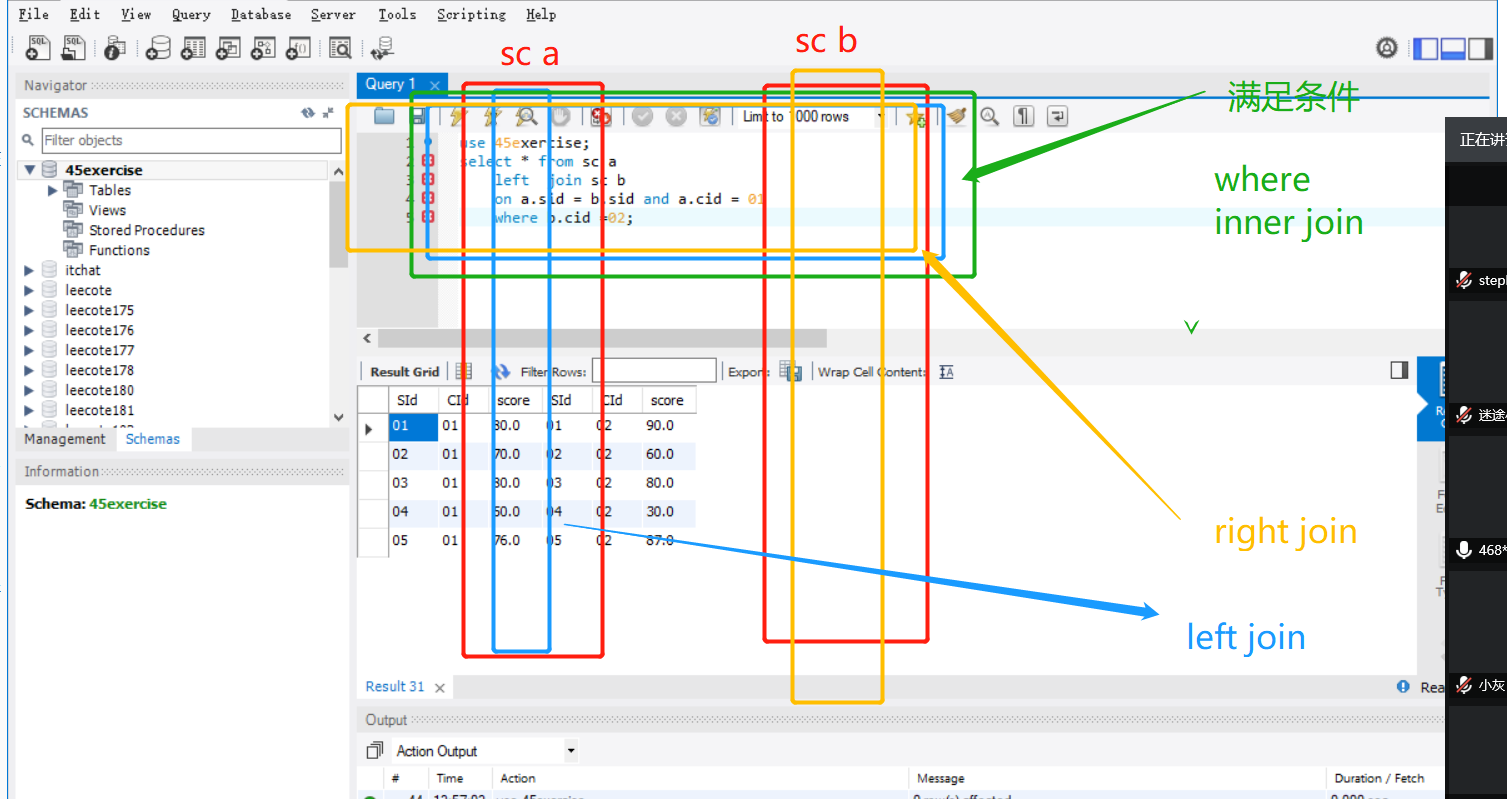 File Edit View Query Database Server Tools Scripting Help
sc a
sc b
Navigator
SCHEMAS
Filter objects
45exercise
Tables
Views
Stored Procedures
Functions
itchat
leecote
leecote175
leecote176
leecote177
leecote178
leecote180
leecote181
Management Schemas
Information
Schema: 45exercise
Query 1
Limit to 1000 rows
1 use 45exercise;
2 select * from sc a
3 left join sc b
4 on a.sid = b.sid and a.cid = 01
5 where b.cid =02;
满足条件
where
inner join
right join
left join
Result Grid Filter Rows: Export: Wrap Cell Content: IA
SId CId score SId CId score
01 01 80.0 01 02 90.0
02 01 70.0 02 02 60.0
03 01 80.0 03 02 80.0
04 01 50.0 04 02 30.0
05 01 76.0 05 02 87.0
Result 31
Output
Action Output
# Time Action Message Duration / Fetch
正在讲
迷途
468*
小灰